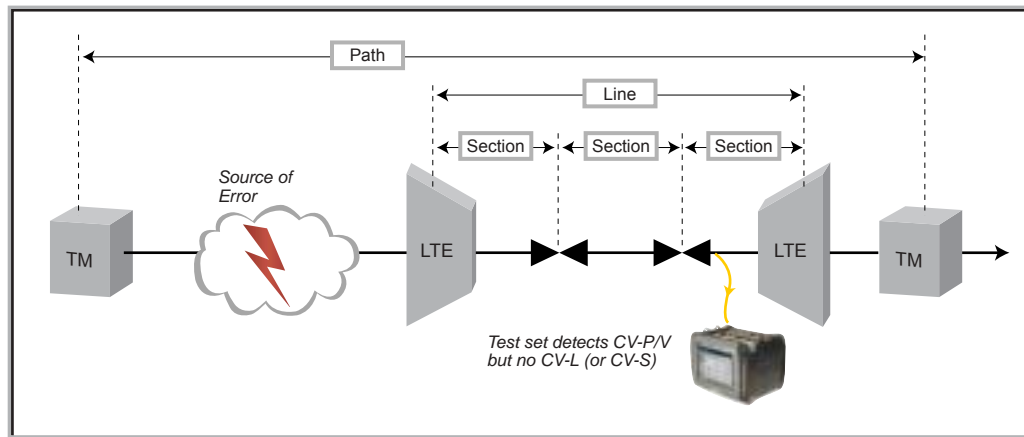 Path
Line
Section
Section
Section
Source of
Error
TM
LTE
LTE
TM
Test set detects CV-P/V
but no CV-L (or CV-S)